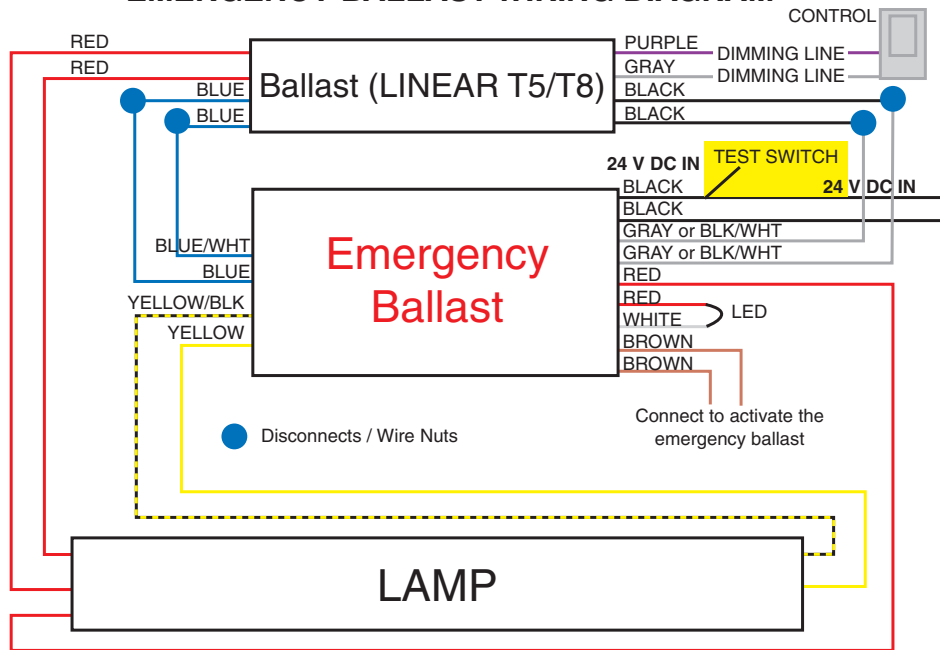 CONTROL
RED
RED
BLUE
BLUE
Ballast (LINEAR T5/T8)
PURPLE
GRAY
BLACK
BLACK
DIMMING LINE
DIMMING LINE
24 V DC IN
TEST SWITCH
24 V DC IN
BLACK
BLACK
GRAY or BLK/WHT
GRAY or BLK/WHT
RED
RED
WHITE
LED
BROWN
BROWN
BLUE/WHT
BLUE
YELLOW/BLK
YELLOW
Emergency
Ballast
Connect to activate the
emergency ballast
Disconnects / Wire Nuts
LAMP